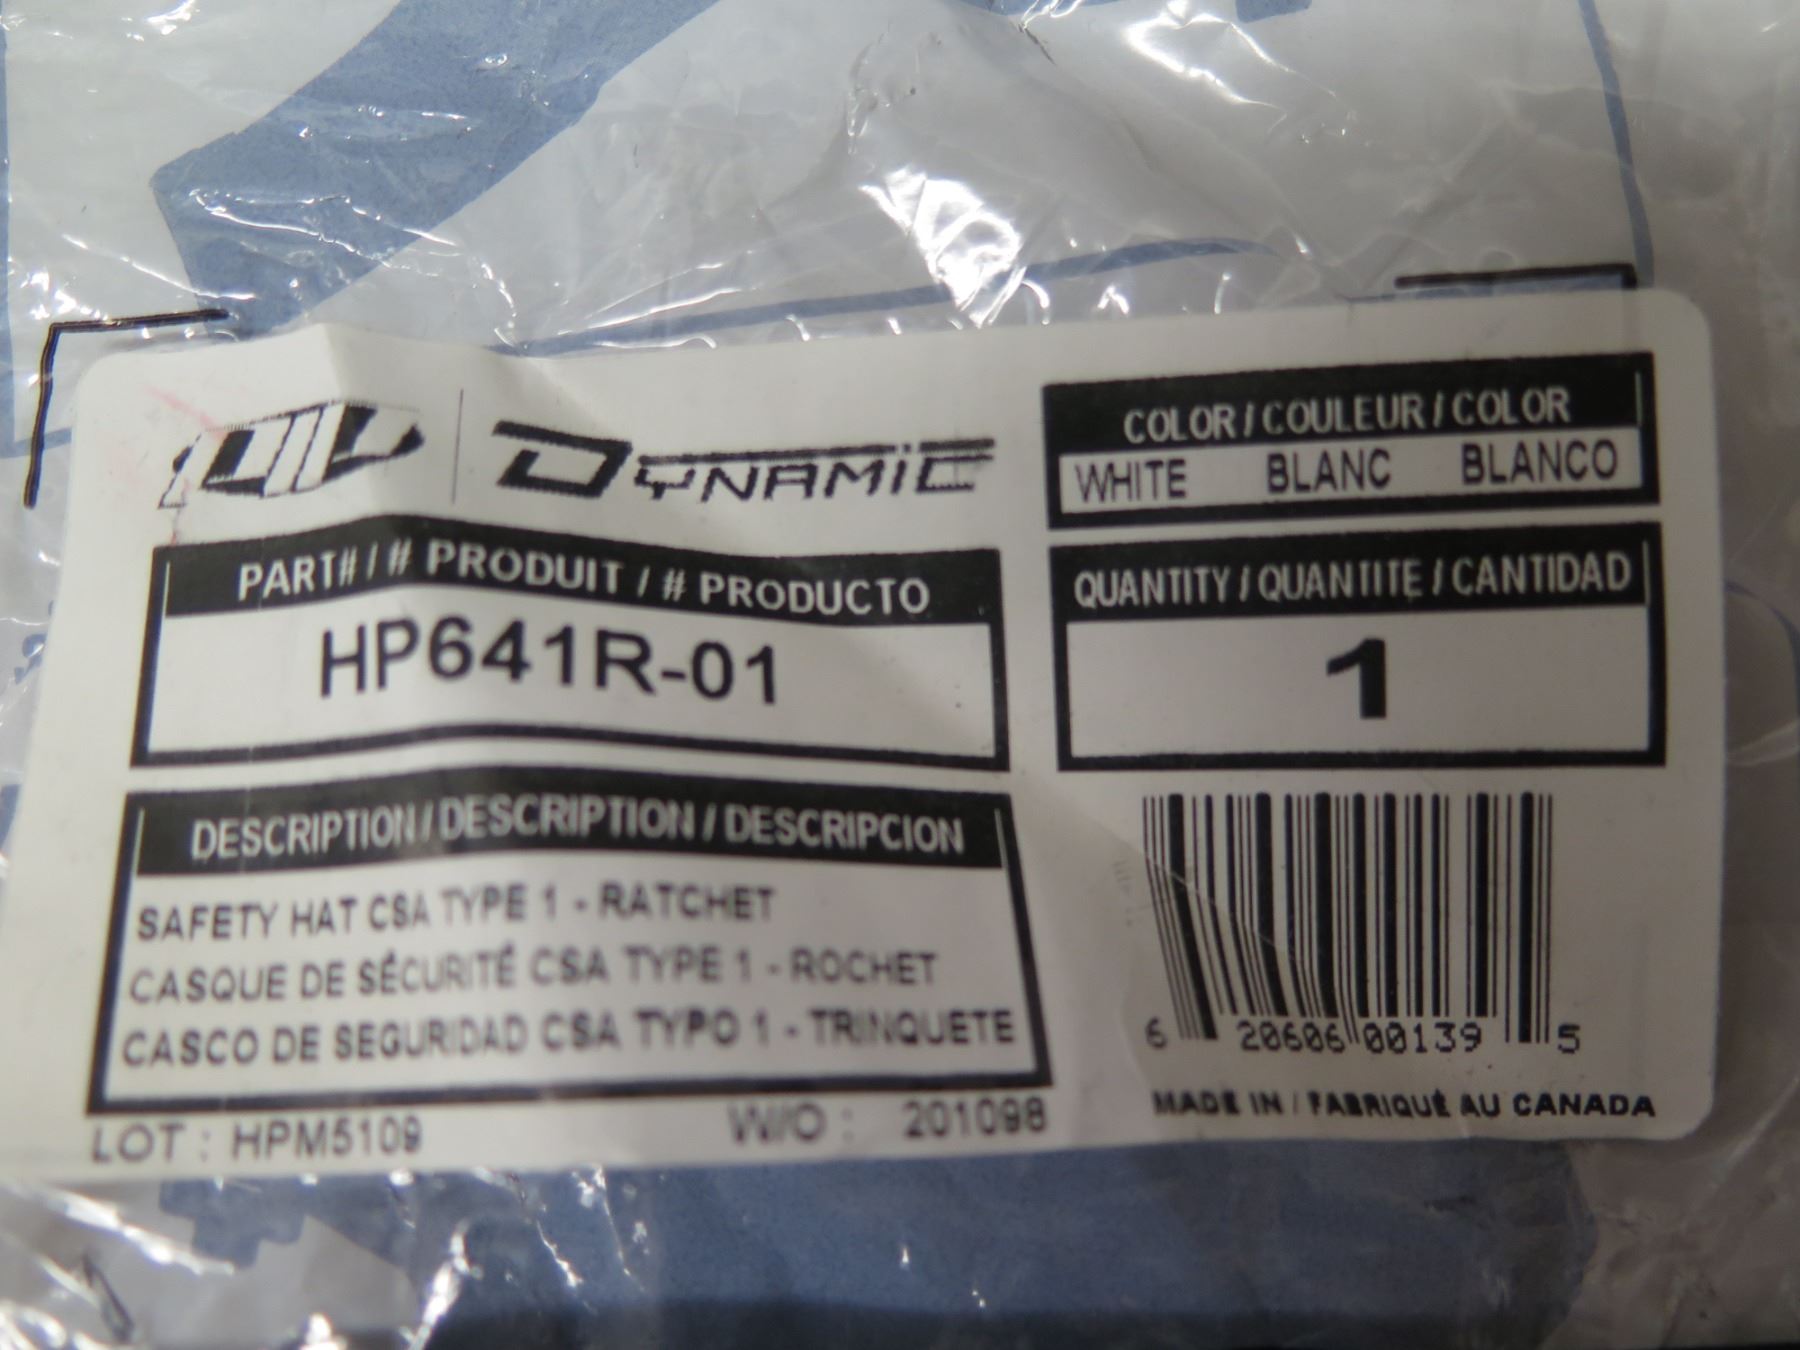 DYNAMIC
COLOR / COULEUR / COLOR
WHITE BLANC BLANCO
PART# / # PRODUIT / # PRODUCTO
HP641R-01
QUANTITY / QUANTITE / CANTIDAD
1
DESCRIPTION / DESCRIPTION / DESCRIPCION
SAFETY HAT CSA TYPE 1 - RATCHET
CASQUE DE SÉCURITÉ CSA TYPE 1 - ROCHET
CASCO DE SEGURIDAD CSA TYPO 1 - TRINQUETE
6 20606 00139 5
MADE IN / FABRIQUÉ AU CANADA
LOT : HPM5109 W/O : 201098